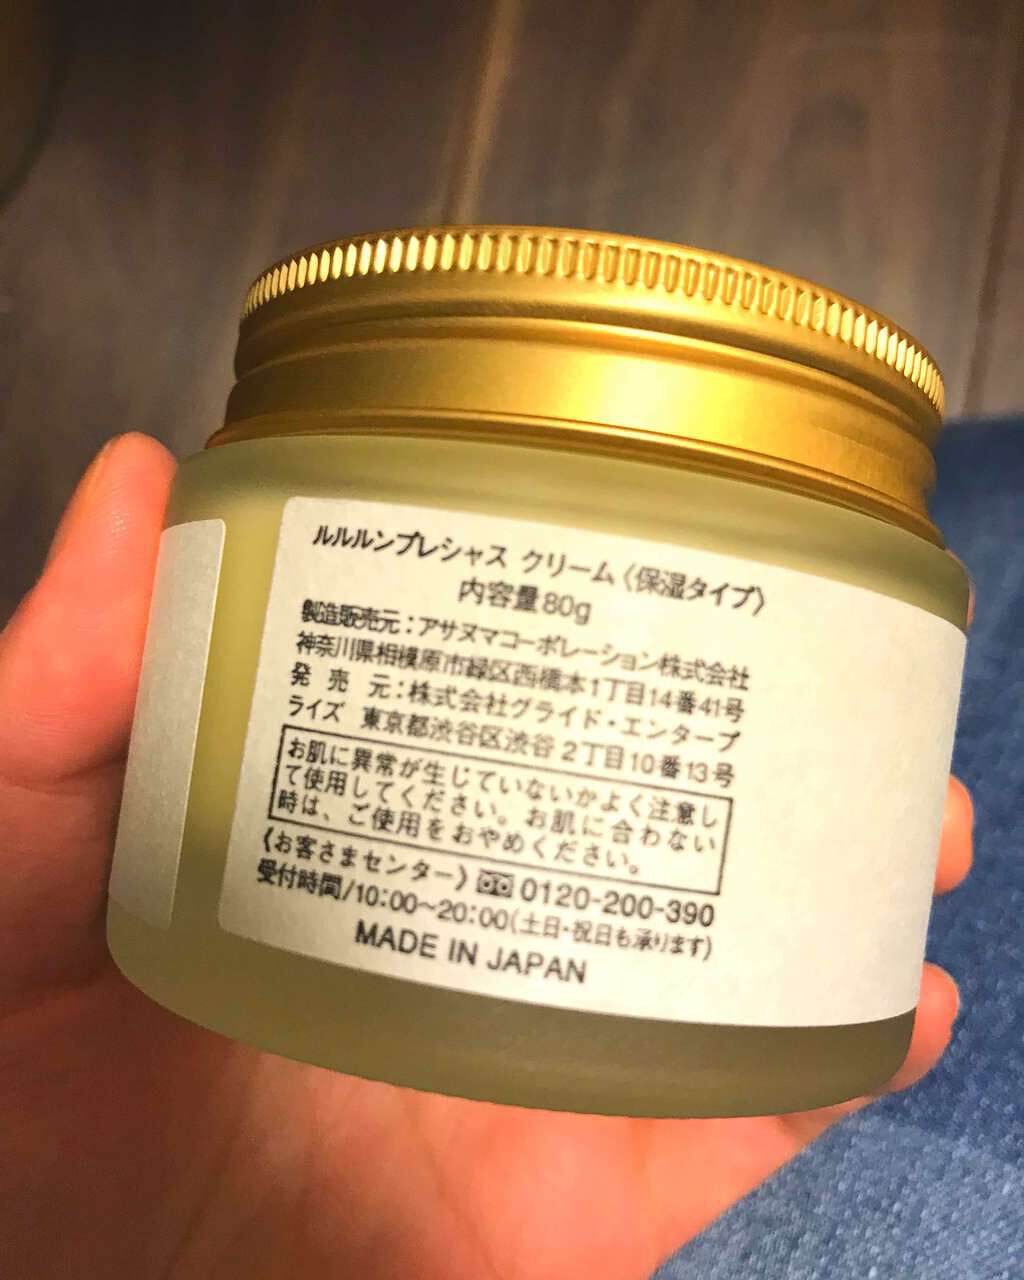 ルルルンプレシャス クリーム〈保湿タイプ〉
内容量80g
製造販売元：アサヌマコーポレーション株式会社
神奈川県相模原市緑区西橋本1丁目14番41号
発 売 元：株式会社グライド・エンタープ
ライズ 東京都渋谷区渋谷2丁目10番13号
お肌に異常が生じていないかよく注意し
て使用してください。お肌に合わない
時は、ご使用をおやめください。
《お客さまセンター》 0120-200-390
受付時間/10:00~20:00(土日・祝日も承ります)
MADE IN JAPAN